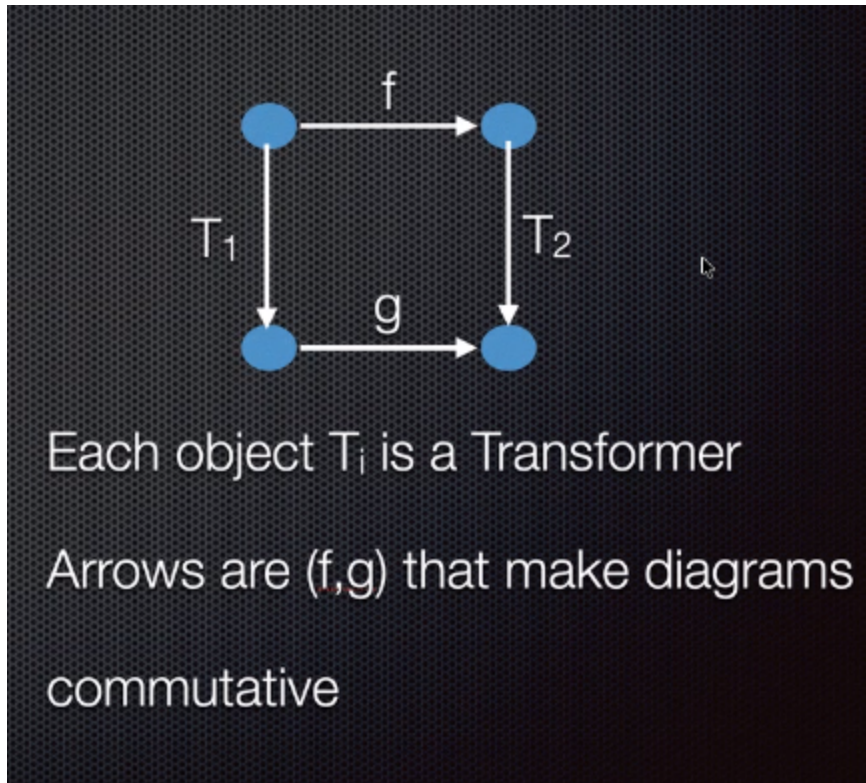 f
T₁
T₂
g
Each object Tᵢ is a Transformer
Arrows are (f,g) that make diagrams
commutative